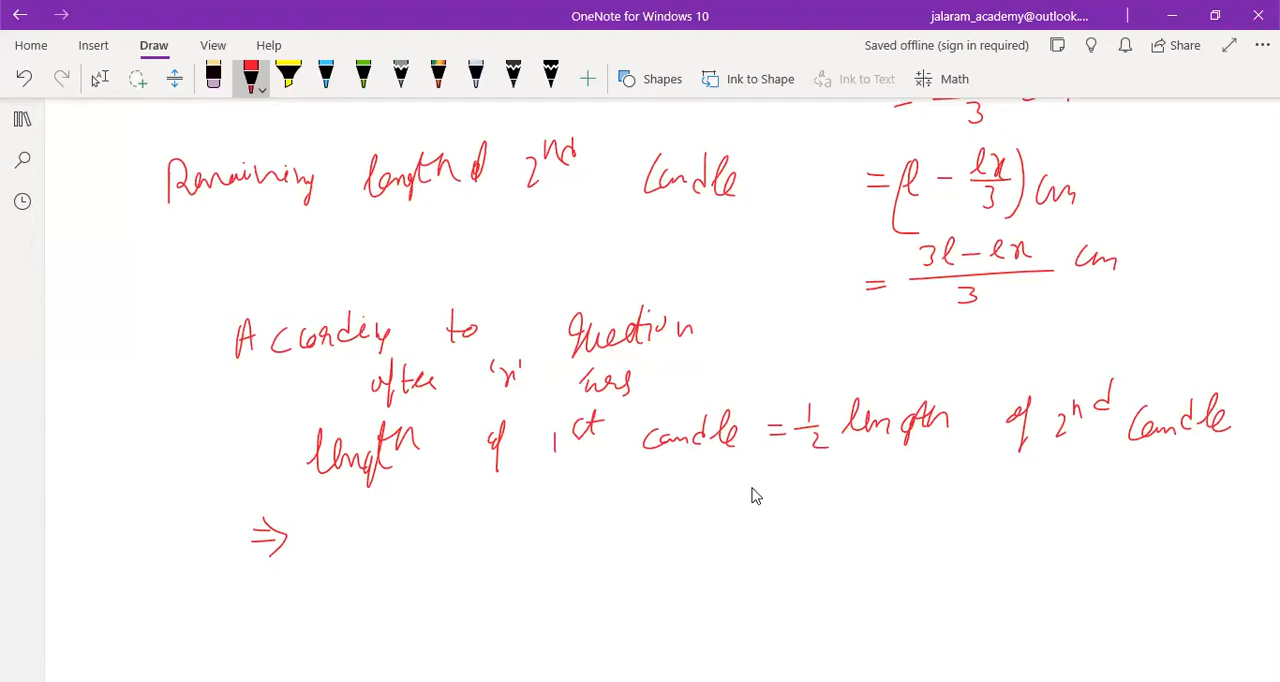 OneNote for Windows 10
jalaram_academy@outlook....
Home Insert Draw View Help
Saved offline (sign in required) Share
Shapes Ink to Shape Ink to Text Math
= 3
Remaining length of 2nd candle = (l - lx/3) cm
= 3l - lx / 3 cm
According to question
after 'x' hrs
length of 1st candle = 1/2 length of 2nd candle
⇒